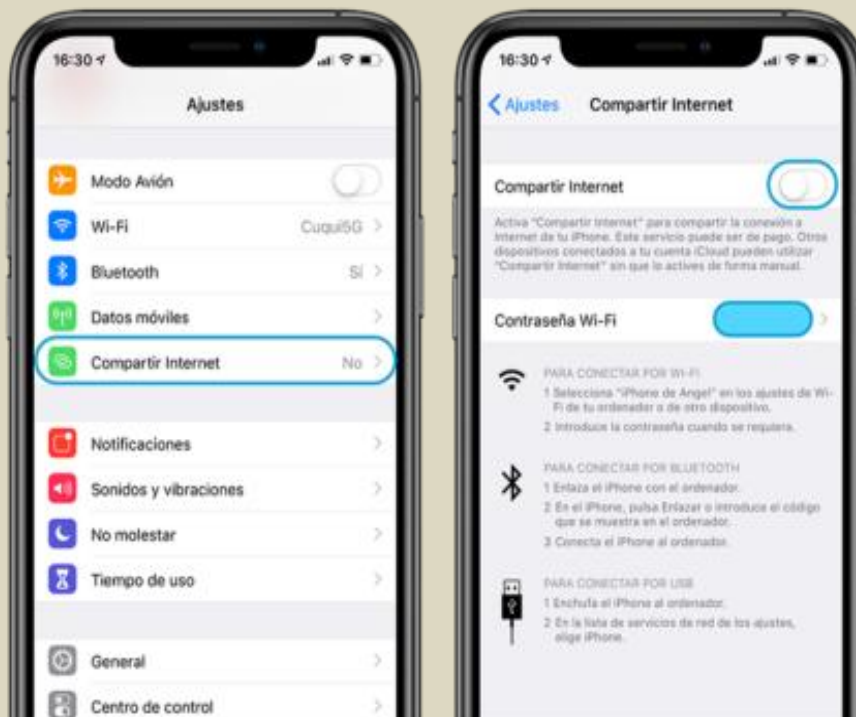 16:30
Ajustes
Modo Avión
Wi-Fi Cuqui5G
Bluetooth Sí
Datos móviles
Compartir Internet No
Notificaciones
Sonidos y vibraciones
No molestar
Tiempo de uso
General
Centro de control
16:30
Ajustes Compartir Internet
Compartir Internet
Activa "Compartir Internet" para compartir la conexión a
Internet de tu iPhone. Este servicio puede ser de pago. Otros
dispositivos conectados a tu cuenta iCloud pueden utilizar
"Compartir Internet" sin que lo actives de forma manual.
Contraseña Wi-Fi
PARA CONECTAR POR WI-FI
1 Selecciona "iPhone de Angel" en los ajustes de Wi-
Fi de tu ordenador o de otro dispositivo.
2 Introduce la contraseña cuando se requiera.
PARA CONECTAR POR BLUETOOTH
1 Enlaza el iPhone con el ordenador.
2 En el iPhone, pulsa Enlazar o introduce el código
que se muestra en el ordenador.
3 Conecta el iPhone al ordenador.
PARA CONECTAR POR USB
1 Enchufa el iPhone al ordenador.
2 En la lista de servicios de red de los ajustes,
elige iPhone.